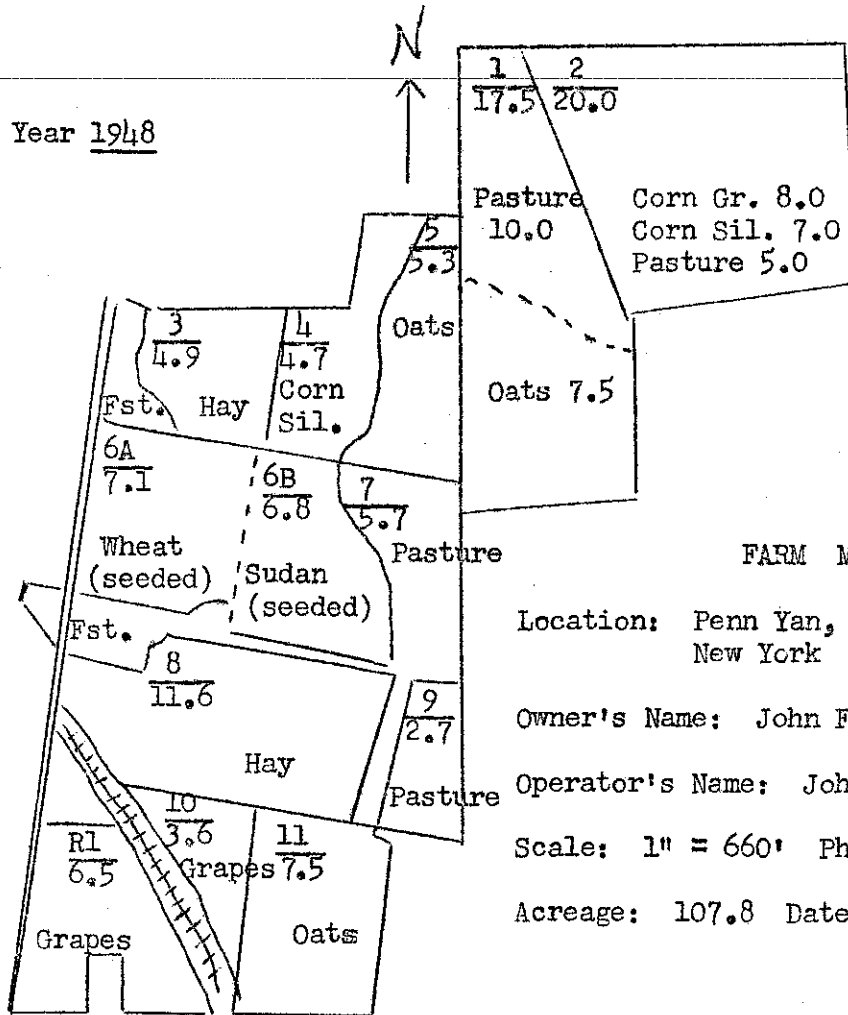 N
Year 1948
1
17.5
2
20.0
Pasture
10.0
Corn Gr. 8.0
Corn Sil. 7.0
Pasture 5.0
5
5.3
Oats
3
4.9
4
4.7
Corn
Sil.
Fst.
Hay
Oats 7.5
6A
7.1
6B
6.8
7
5.7
Wheat
(seeded)
Sudan
(seeded)
Pasture
Fst.
8
11.6
Hay
9
2.7
Pasture
10
3.6
Grapes
R1
6.5
Grapes
11
7.5
Oats
FARM M
Location: Penn Yan,
New York
Owner's Name: John F
Operator's Name: Joh
Scale: 1" = 660' Ph
Acreage: 107.8 Date